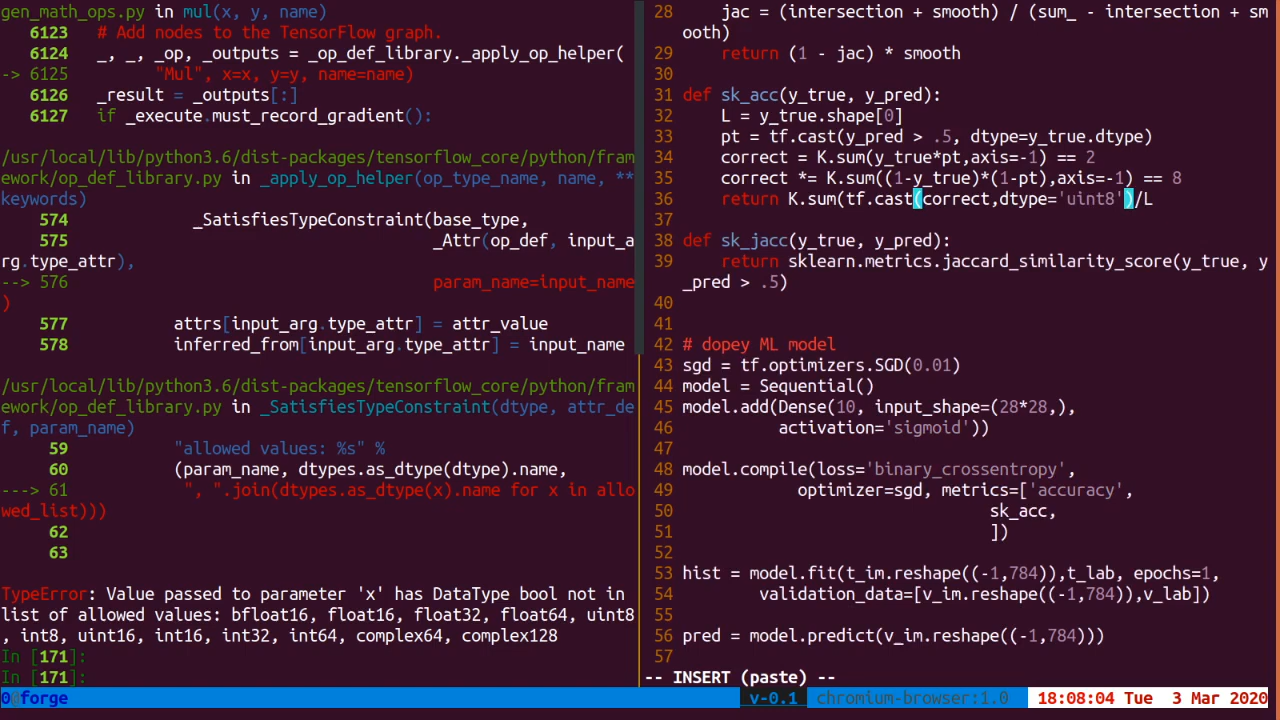 gen_math_ops.py in mul(x, y, name)
6123 # Add nodes to the TensorFlow graph.
6124 _, _, _op, _outputs = _op_def_library._apply_op_helper(
-> 6125 "Mul", x=x, y=y, name=name)
6126 _result = _outputs[:]
6127 if _execute.must_record_gradient():
/usr/local/lib/python3.6/dist-packages/tensorflow_core/python/fram
ework/op_def_library.py in _apply_op_helper(op_type_name, name, **
keywords)
574 _SatisfiesTypeConstraint(base_type,
575 _Attr(op_def, input_a
rg.type_attr),
--> 576 param_name=input_name
)
577 attrs[input_arg.type_attr] = attr_value
578 inferred_from[input_arg.type_attr] = input_name
/usr/local/lib/python3.6/dist-packages/tensorflow_core/python/fram
ework/op_def_library.py in _SatisfiesTypeConstraint(dtype, attr_de
f, param_name)
59 "allowed values: %s" %
60 (param_name, dtypes.as_dtype(dtype).name,
---> 61 ", ".join(dtypes.as_dtype(x).name for x in allo
wed_list)))
62
63
TypeError: Value passed to parameter 'x' has DataType bool not in
list of allowed values: bfloat16, float16, float32, float64, uint8
, int8, uint16, int16, int32, int64, complex64, complex128
In [171]:
In [171]:
28 jac = (intersection + smooth) / (sum_ - intersection + sm
ooth)
29 return (1 - jac) * smooth
30
31 def sk_acc(y_true, y_pred):
32 L = y_true.shape[0]
33 pt = tf.cast(y_pred > .5, dtype=y_true.dtype)
34 correct = K.sum(y_true*pt,axis=-1) == 2
35 correct *= K.sum((1-y_true)*(1-pt),axis=-1) == 8
36 return K.sum(tf.cast(correct,dtype='uint8')/L
37
38 def sk_jacc(y_true, y_pred):
39 return sklearn.metrics.jaccard_similarity_score(y_true, y
_pred > .5)
40
41
42 # dopey ML model
43 sgd = tf.optimizers.SGD(0.01)
44 model = Sequential()
45 model.add(Dense(10, input_shape=(28*28,),
46 activation='sigmoid'))
47
48 model.compile(loss='binary_crossentropy',
49 optimizer=sgd, metrics=['accuracy',
50 sk_acc,
51 ])
52
53 hist = model.fit(t_im.reshape((-1,784)),t_lab, epochs=1,
54 validation_data=[v_im.reshape((-1,784)),v_lab])
55
56 pred = model.predict(v_im.reshape((-1,784)))
57
-- INSERT (paste) --
0 forge v-0.1 chromium-browser:1.0 18:08:04 Tue 3 Mar 2020